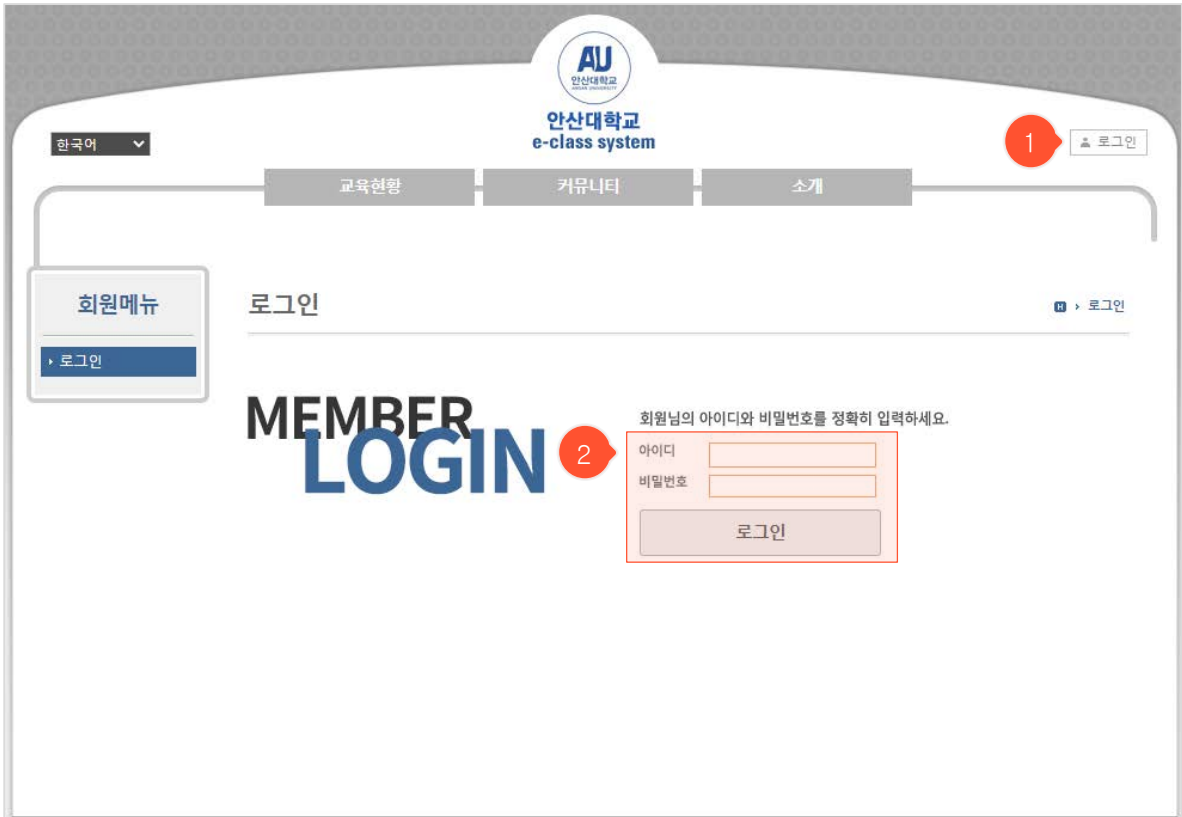 AU
안산대학교
ANSAN UNIVERSITY
안산대학교
e-class system
한국어
1
로그인
교육현황
커뮤니티
소개
회원메뉴
로그인
로그인
H › 로그인
MEMBER
LOGIN
회원님의 아이디와 비밀번호를 정확히 입력하세요.
2
아이디
비밀번호
로그인